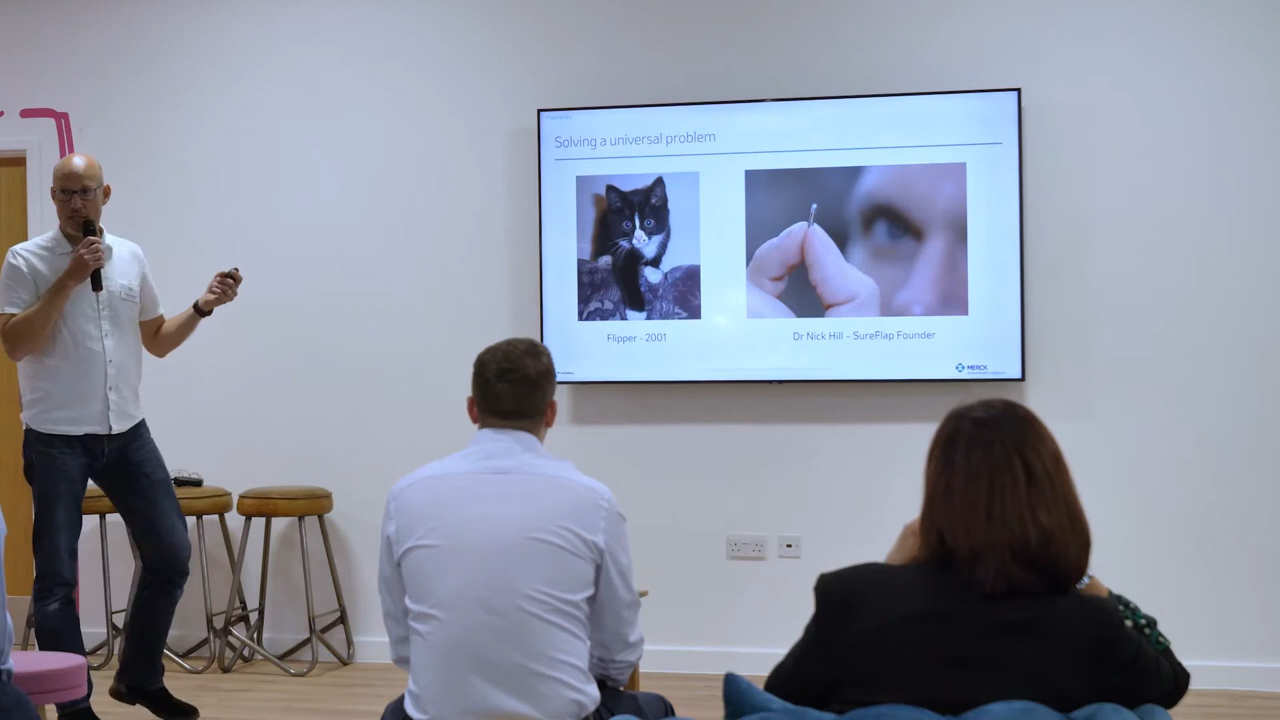 Solving a universal problem
Flipper - 2001
Dr Nick Hill - SureFlap Founder
MERCK